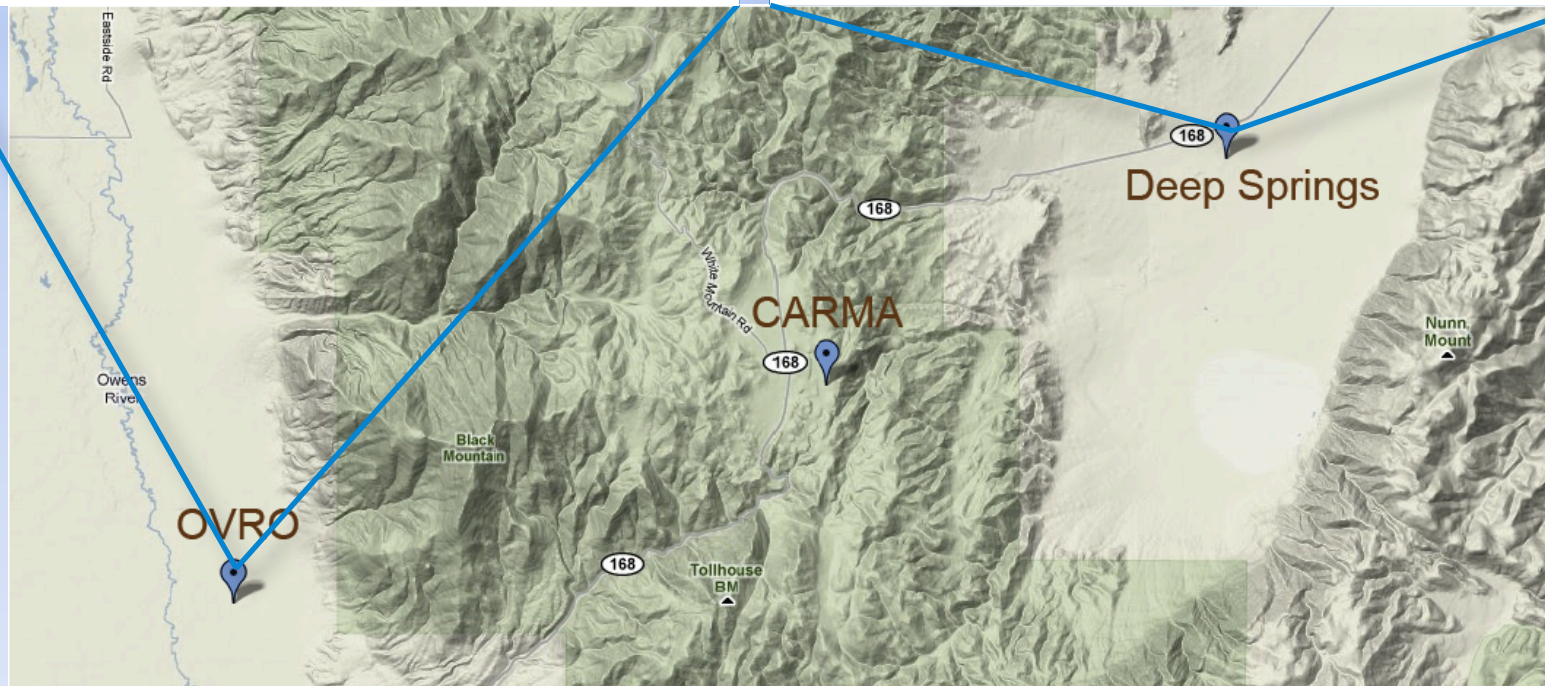 Eastside Rd
168
Deep Springs
168
White
Mountain Rd
CARMA
168
Nunn
Mount
Owens
River
Black
Mountain
OVRO
168
Tollhouse
BM